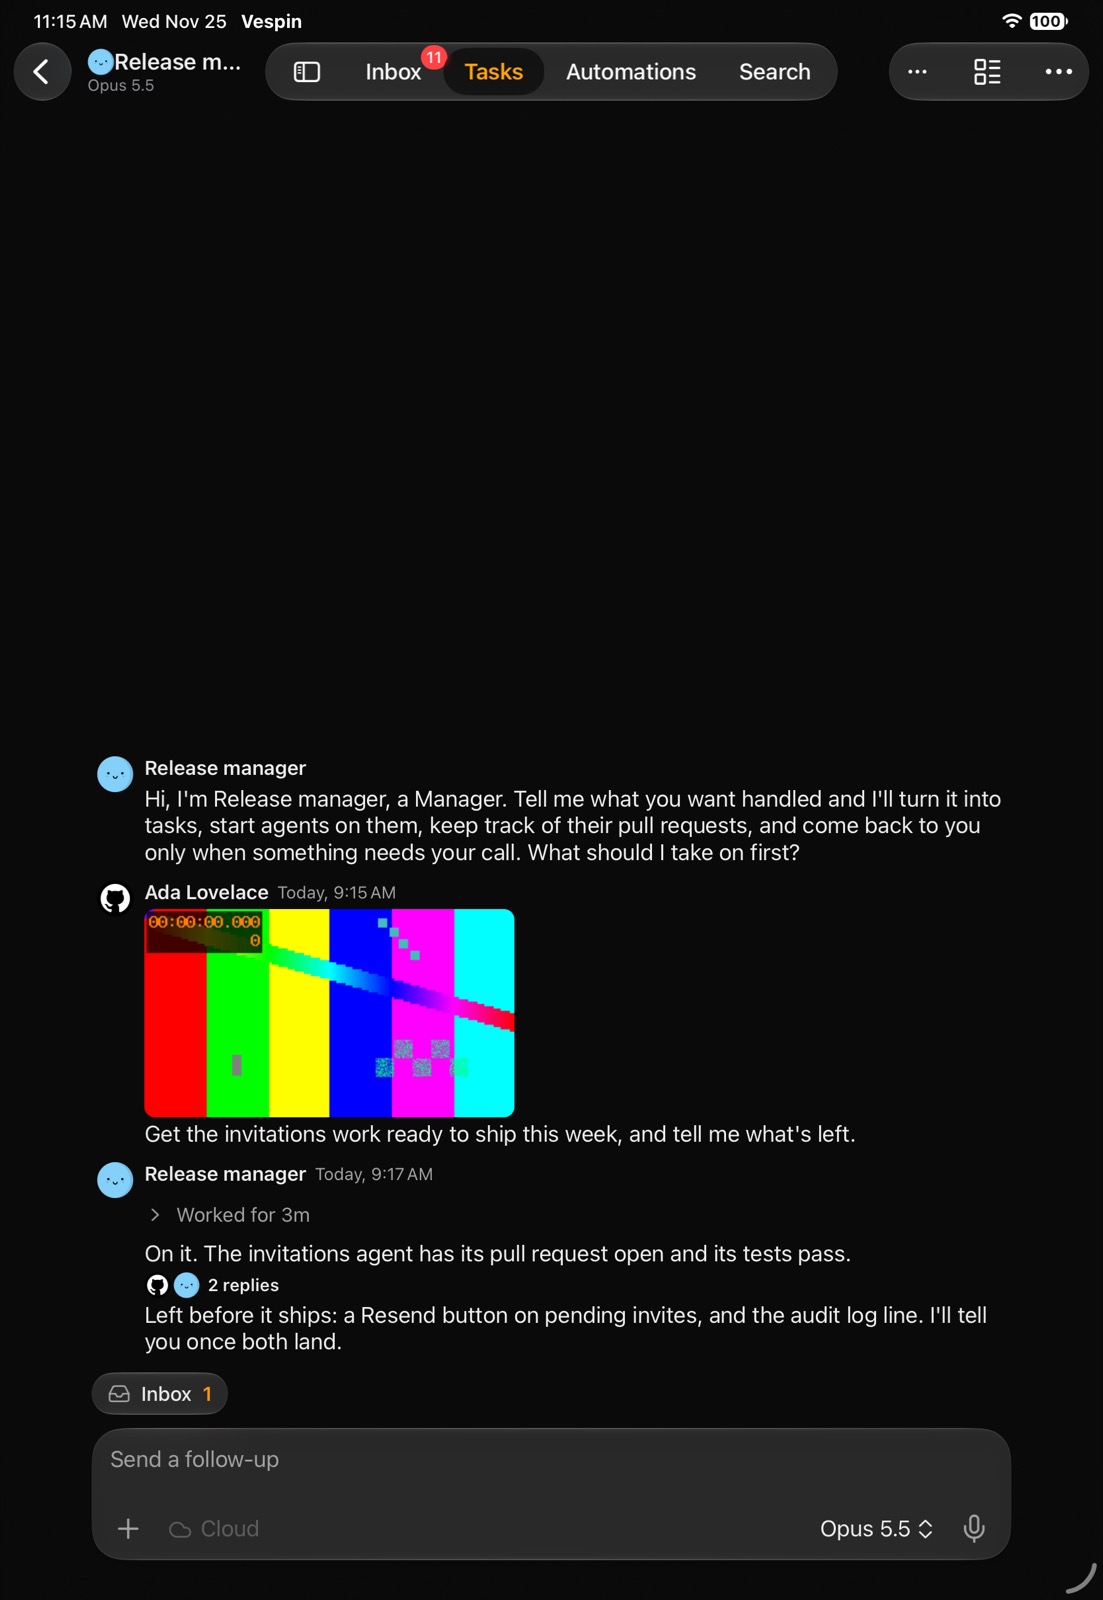 11:15 AM Wed Nov 25 Vespin
100
Release m...
Opus 5.5
Inbox 11 Tasks Automations Search
Release manager
Hi, I'm Release manager, a Manager. Tell me what you want handled and I'll turn it into
tasks, start agents on them, keep track of their pull requests, and come back to you
only when something needs your call. What should I take on first?
Ada Lovelace Today, 9:15 AM
00:00:00.000
0
Get the invitations work ready to ship this week, and tell me what's left.
Release manager Today, 9:17 AM
Worked for 3m
On it. The invitations agent has its pull request open and its tests pass.
2 replies
Left before it ships: a Resend button on pending invites, and the audit log line. I'll tell
you once both land.
Inbox 1
Send a follow-up
Cloud
Opus 5.5